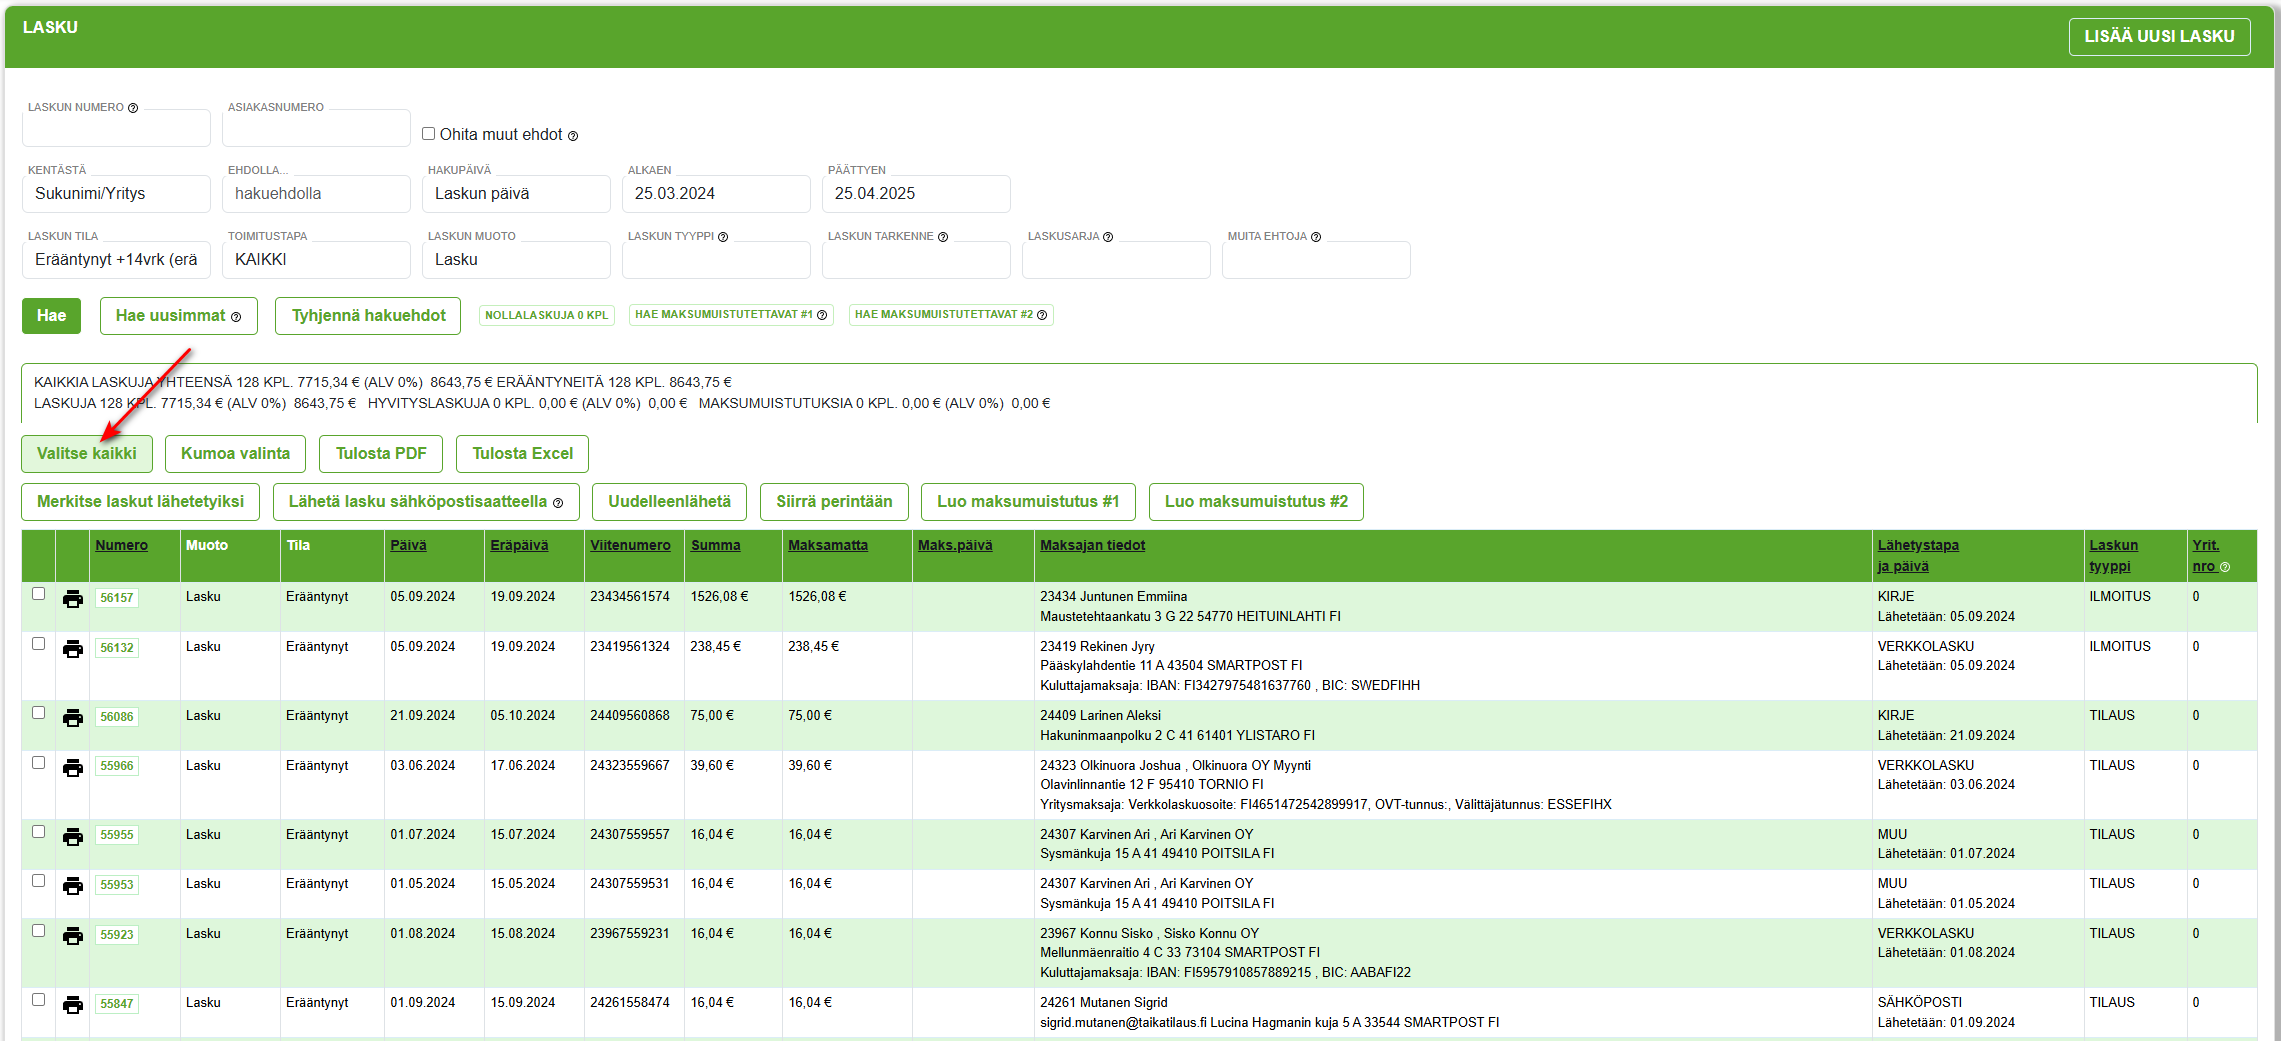 LASKU
LISÄÄ UUSI LASKU
LASKUN NUMERO
ASIAKASNUMERO
Ohita muut ehdot
KENTÄSTÄ
EHDOLLA...
HAKUPÄIVÄ
ALKAEN
PÄÄTTYEN
Sukunimi/Yritys
hakuehdolla
Laskun päivä
25.03.2024
25.04.2025
LASKUN TILA
TOIMITUSTAPA
LASKUN MUOTO
LASKUN TYYPPI
LASKUN TARKENNE
LASKUSARJA
MUITA EHTOJA
Erääntynyt +14vrk (erä
KAIKKI
Lasku
Hae
Hae uusimmat
Tyhjennä hakuehdot
NOLLALASKUJA 0 KPL
HAE MAKSUMUISTUTETTAVAT #1
HAE MAKSUMUISTUTETTAVAT #2
KAIKKIA LASKUJA YHTEENSÄ 128 KPL. 7715,34 € (ALV 0%) 8643,75 € ERÄÄNTYNEITÄ 128 KPL. 8643,75 €
LASKUJA 128 KPL. 7715,34 € (ALV 0%) 8643,75 € HYVITYSLASKUJA 0 KPL. 0,00 € (ALV 0%) 0,00 € MAKSUMUISTUTUKSIA 0 KPL. 0,00 € (ALV 0%) 0,00 €
Valitse kaikki
Kumoa valinta
Tulosta PDF
Tulosta Excel
Merkitse laskut lähetetyiksi
Lähetä lasku sähköpostisaatteella
Uudelleenlähetä
Siirrä perintään
Luo maksumuistutus #1
Luo maksumuistutus #2
Numero Muoto Tila Päivä Eräpäivä Viitenumero Summa Maksamatta Maks.päivä Maksajan tiedot Lähetystapa Laskun Yrit.
ja päivä tyyppi nro
56157 Lasku Erääntynyt 05.09.2024 19.09.2024 23434561574 1526,08 € 1526,08 € 23434 Juntunen Emmiina KIRJE ILMOITUS 0
Maustetehtaankatu 3 G 22 54770 HEITUINLAHTI FI Lähetetään: 05.09.2024
56132 Lasku Erääntynyt 05.09.2024 19.09.2024 23419561324 238,45 € 238,45 € 23419 Rekinen Jyry VERKKOLASKU ILMOITUS 0
Pääskylahdentie 11 A 43504 SMARTPOST FI Lähetetään: 05.09.2024
Kuluttajamaksaja: IBAN: FI3427975481637760 , BIC: SWEDFIHH
56086 Lasku Erääntynyt 21.09.2024 05.10.2024 24409560868 75,00 € 75,00 € 24409 Larinen Aleksi KIRJE TILAUS 0
Hakuninmaanpolku 2 C 41 61401 YLISTARO FI Lähetetään: 21.09.2024
55966 Lasku Erääntynyt 03.06.2024 17.06.2024 24323559667 39,60 € 39,60 € 24323 Olkinuora Joshua , Olkinuora OY Myynti VERKKOLASKU TILAUS 0
Olavinlinnantie 12 F 95410 TORNIO FI Lähetetään: 03.06.2024
Yritysmaksaja: Verkkolaskuosoite: FI4651472542899917, OVT-tunnus:, Välittäjätunnus: ESSEFIHX
55955 Lasku Erääntynyt 01.07.2024 15.07.2024 24307559557 16,04 € 16,04 € 24307 Karvinen Ari , Ari Karvinen OY MUU TILAUS 0
Sysmänkuja 15 A 41 49410 POITSILA FI Lähetetään: 01.07.2024
55953 Lasku Erääntynyt 01.05.2024 15.05.2024 24307559531 16,04 € 16,04 € 24307 Karvinen Ari , Ari Karvinen OY MUU TILAUS 0
Sysmänkuja 15 A 41 49410 POITSILA FI Lähetetään: 01.05.2024
55923 Lasku Erääntynyt 01.08.2024 15.08.2024 23967559231 16,04 € 16,04 € 23967 Konnu Sisko , Sisko Konnu OY VERKKOLASKU TILAUS 0
Mellunmäenraitio 4 C 33 73104 SMARTPOST FI Lähetetään: 01.08.2024
Kuluttajamaksaja: IBAN: FI5957910857889215 , BIC: AABAFI22
55847 Lasku Erääntynyt 01.09.2024 15.09.2024 24261558474 16,04 € 16,04 € 24261 Mutanen Sigrid SÄHKÖPOSTI TILAUS 0
sigrid.mutanen@taikatilaus.fi Lucina Hagmanin kuja 5 A 33544 SMARTPOST FI Lähetetään: 01.09.2024